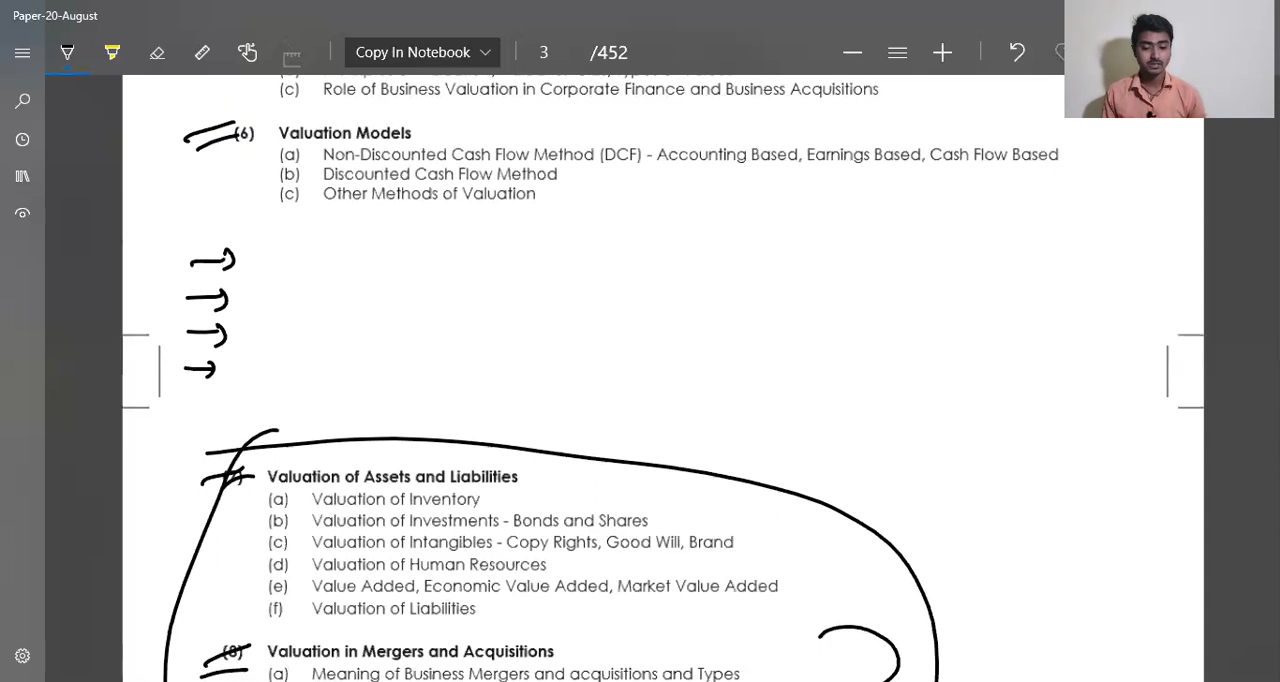 Paper-20-August
Copy In Notebook
3 /452
(c) Role of Business Valuation in Corporate Finance and Business Acquisitions
(6) Valuation Models
(a) Non-Discounted Cash Flow Method (DCF) - Accounting Based, Earnings Based, Cash Flow Based
(b) Discounted Cash Flow Method
(c) Other Methods of Valuation
Valuation of Assets and Liabilities
(a) Valuation of Inventory
(b) Valuation of Investments - Bonds and Shares
(c) Valuation of Intangibles - Copy Rights, Good Will, Brand
(d) Valuation of Human Resources
(e) Value Added, Economic Value Added, Market Value Added
(f) Valuation of Liabilities
(8) Valuation in Mergers and Acquisitions
(a) Meaning of Business Mergers and acquisitions and Types